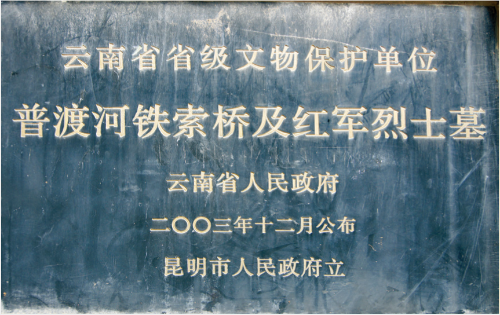 云南省省级文物保护单位
普渡河铁索桥及红军烈士墓
云南省人民政府
二〇〇三年十二月公布
昆明市人民政府立